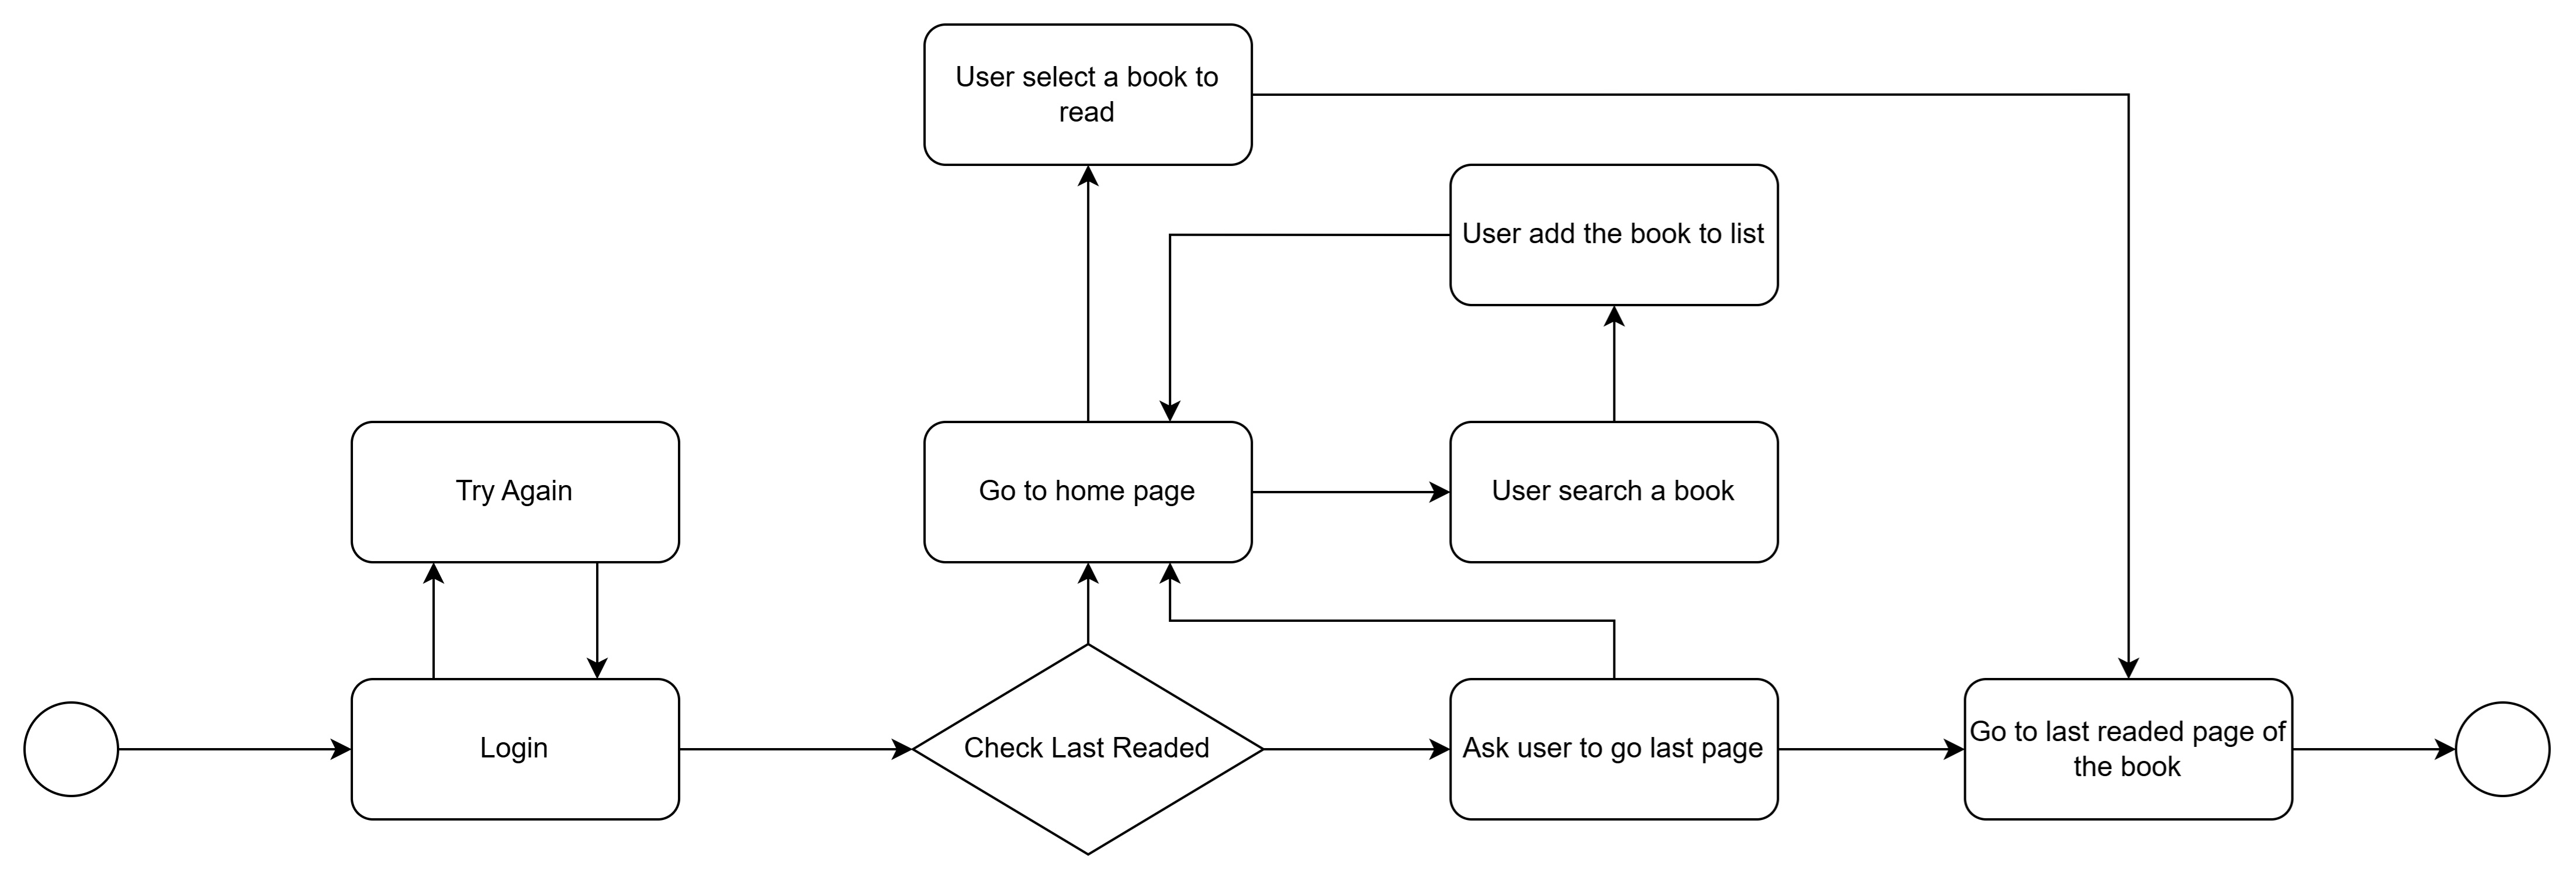 User select a book to
read
User add the book to list
Try Again
Go to home page
User search a book
Login
Check Last Readed
Ask user to go last page
Go to last readed page of
the book